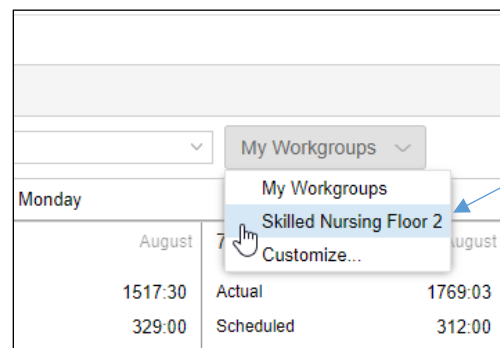 My Workgroups
Monday
My Workgroups
Skilled Nursing Floor 2
Customize...
August 7 ugust
1517:30 Actual 1769:03
329:00 Scheduled 312:00